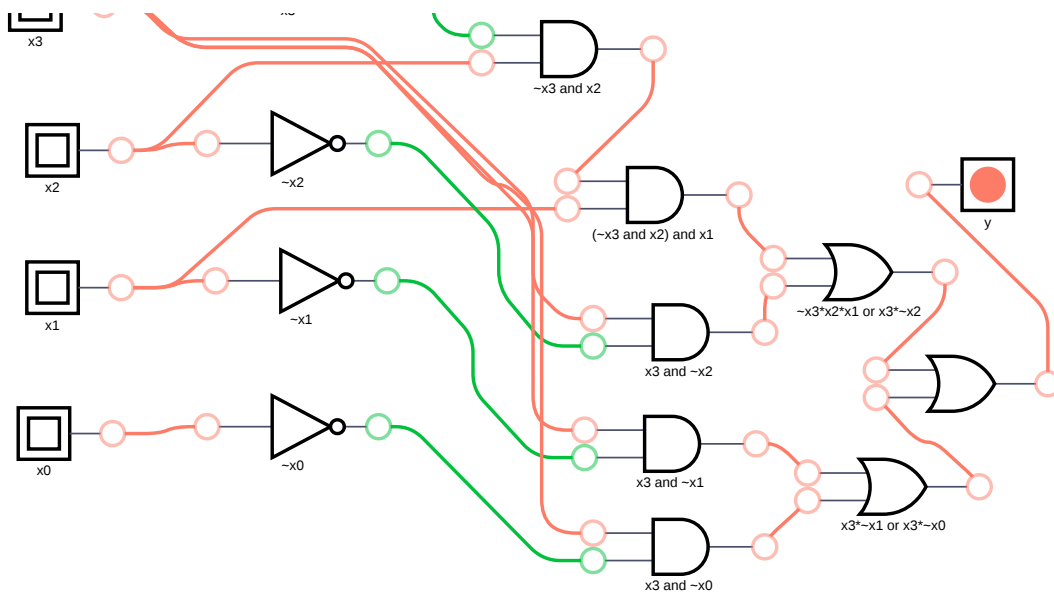 x3
~x3 and x2
x2
~x2
(~x3 and x2) and x1
y
x1
~x1
~x3*x2*x1 or x3*~x2
x3 and ~x2
x0
~x0
x3 and ~x1
x3*~x1 or x3*~x0
x3 and ~x0